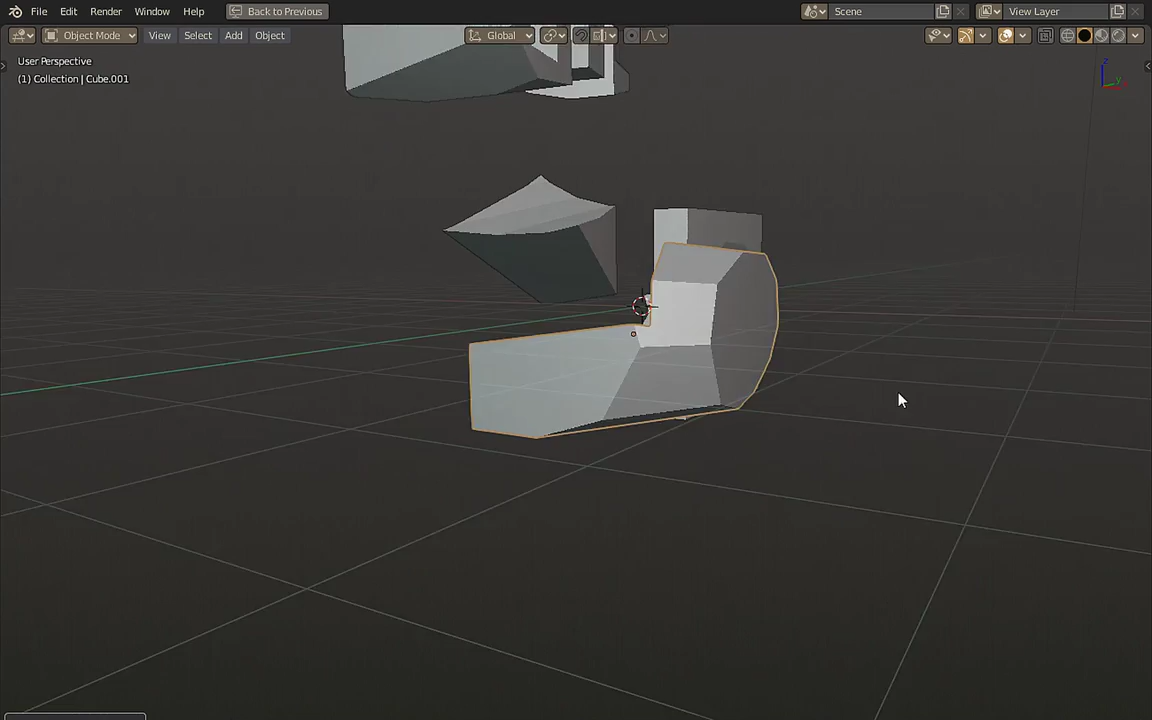 File Edit Render Window Help Back to Previous Scene View Layer
Object Mode View Select Add Object Global
User Perspective
(1) Collection | Cube.001
z
y